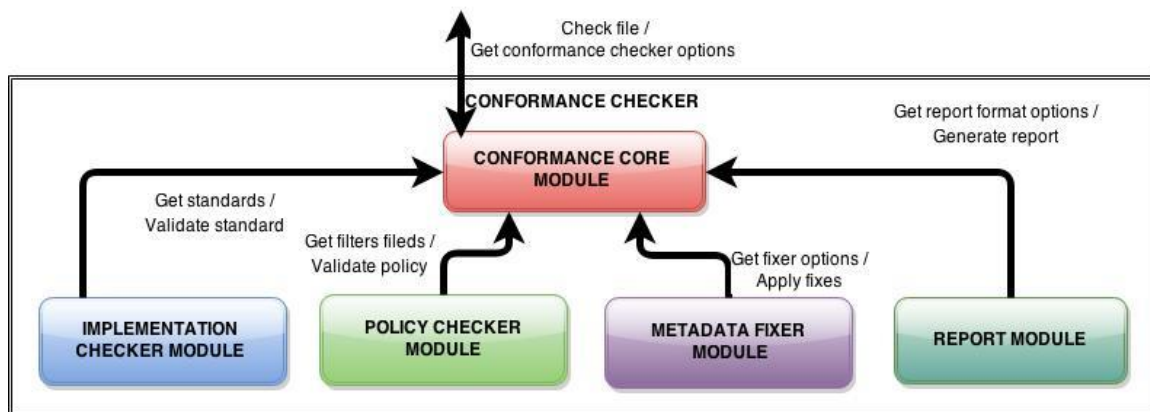 Check file /
Get conformance checker options
CONFORMANCE CHECKER
Get report format options /
Generate report
CONFORMANCE CORE
MODULE
Get standards /
Validate standard
Get filters fileds /
Validate policy
Get fixer options /
Apply fixes
IMPLEMENTATION
CHECKER MODULE
POLICY CHECKER
MODULE
METADATA FIXER
MODULE
REPORT MODULE